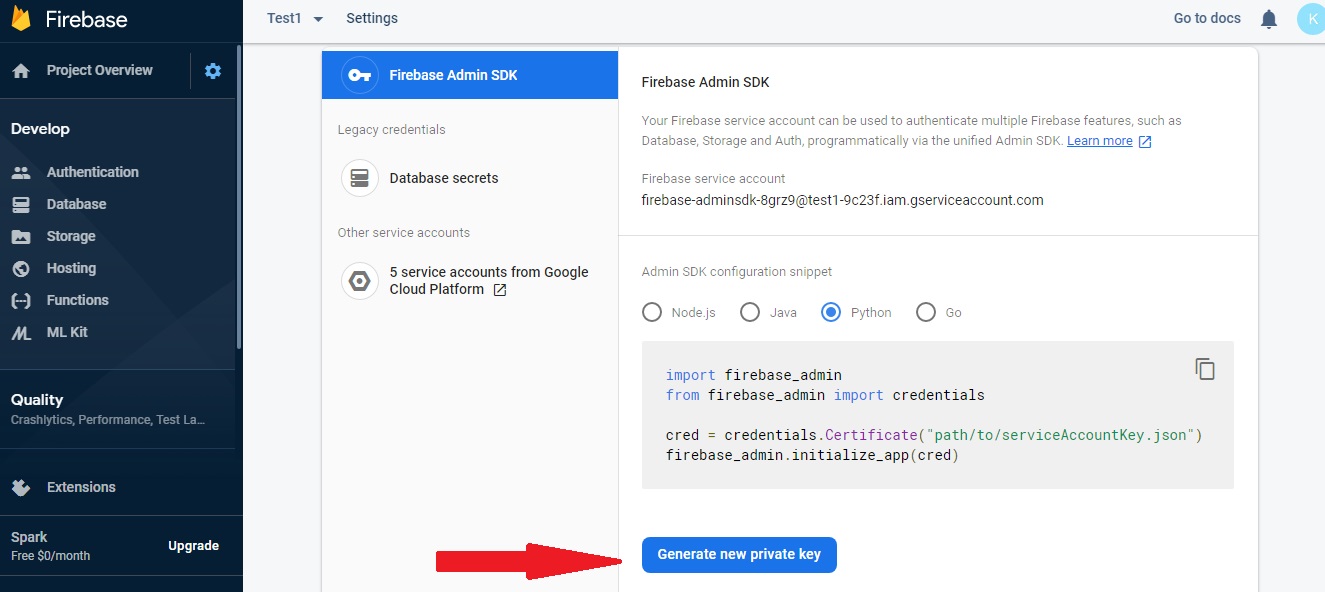 Firebase
Project Overview
Develop
Authentication
Database
Storage
Hosting
Functions
ML Kit
Quality
Crashlytics, Performance, Test La...
Extensions
Spark
Free $0/month
Upgrade
Test1
Settings
Go to docs
K
Firebase Admin SDK
Legacy credentials
Database secrets
Other service accounts
5 service accounts from Google
Cloud Platform
Firebase Admin SDK
Your Firebase service account can be used to authenticate multiple Firebase features, such as
Database, Storage and Auth, programmatically via the unified Admin SDK. Learn more
Firebase service account
firebase-adminsdk-8grz9@test1-9c23f.iam.gserviceaccount.com
Admin SDK configuration snippet
Node.js Java Python Go
import firebase_admin
from firebase_admin import credentials
cred = credentials.Certificate("path/to/serviceAccountKey.json")
firebase_admin.initialize_app(cred)
Generate new private key